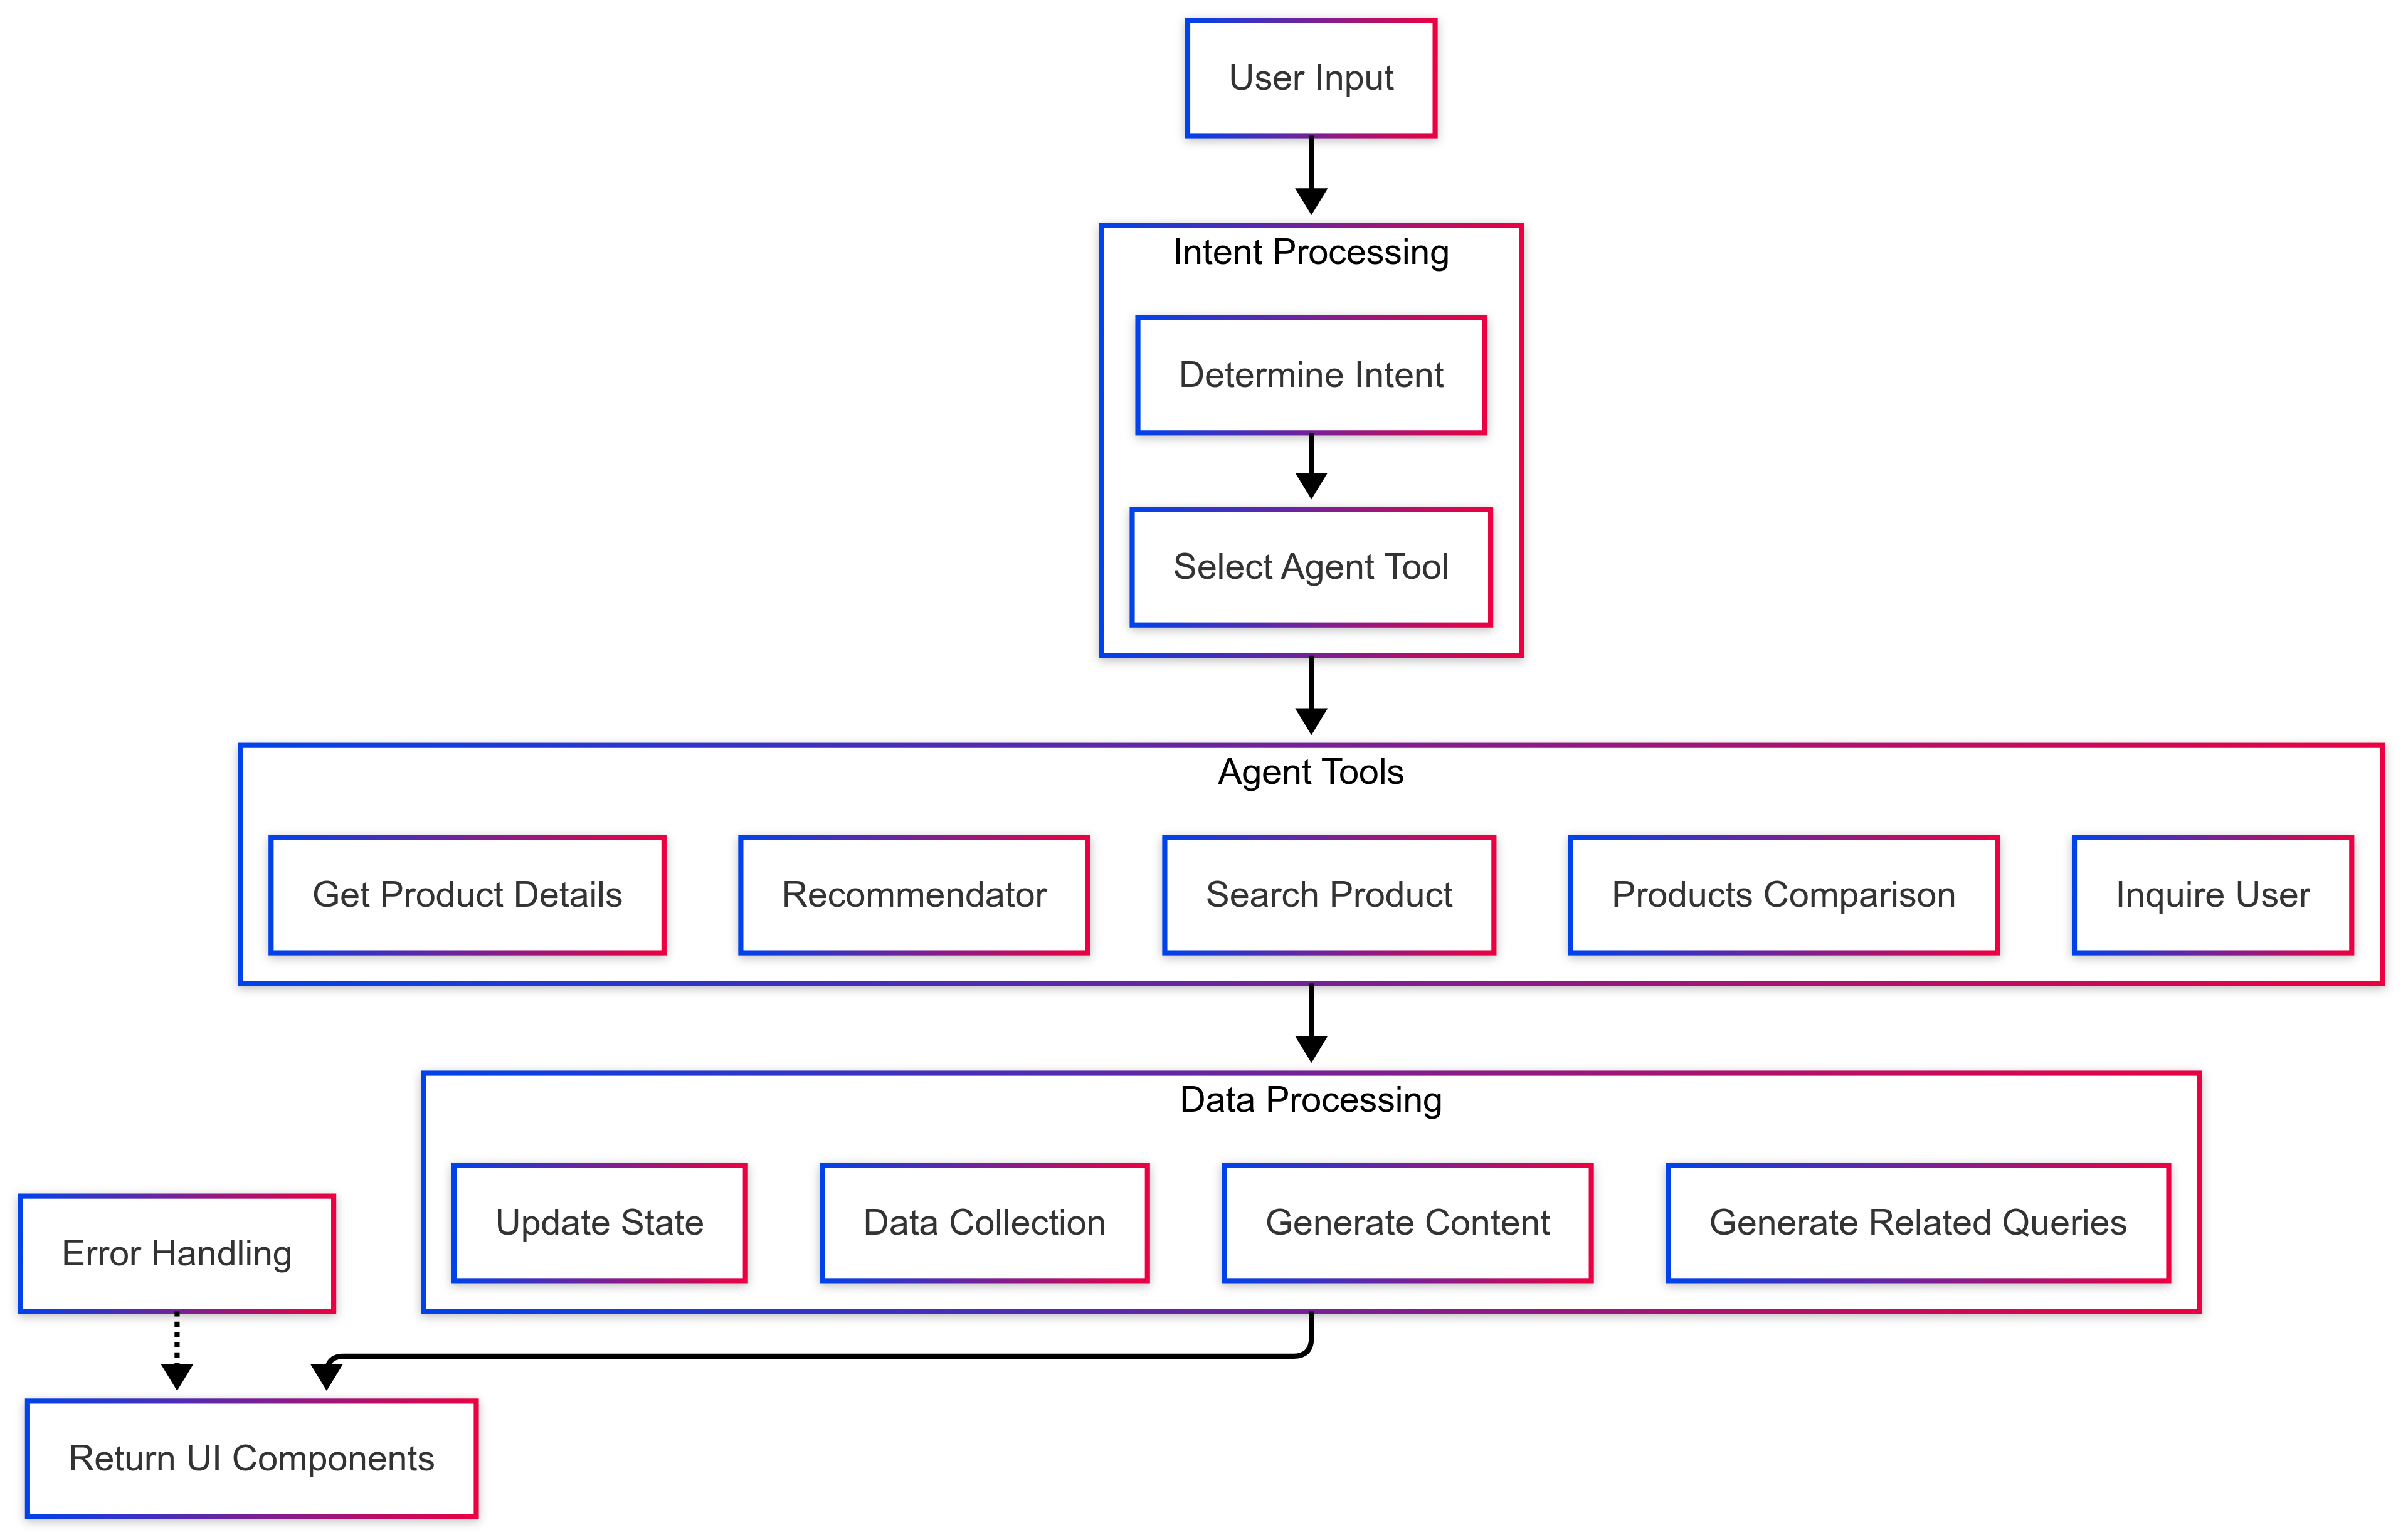 User Input
Intent Processing
Determine Intent
Select Agent Tool
Agent Tools
Get Product Details
Recommendator
Search Product
Products Comparison
Inquire User
Data Processing
Update State
Data Collection
Generate Content
Generate Related Queries
Error Handling
Return UI Components